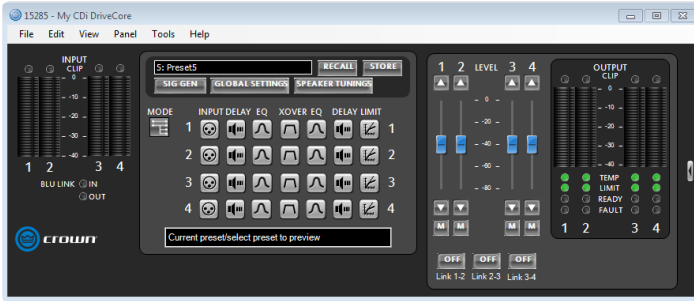 15285 - My CDi DriveCore
File Edit View Panel Tools Help
INPUT
CLIP
0
-10
-20
-30
-40
1 2 3 4
BLU LINK IN
OUT
crown
5: Preset5 RECALL STORE
SIG GEN GLOBAL SETTINGS SPEAKER TUNINGS
MODE INPUT DELAY EQ XOVER EQ DELAY LIMIT
1 1
2 2
3 3
4 4
Current preset/select preset to preview
1 2 LEVEL 3 4
- 0 -
-20 -
-40 -
-60 -
-80 -
M M M M
OFF OFF OFF
Link 1-2 Link 2-3 Link 3-4
OUTPUT
CLIP
0
-10
-20
-30
-40
TEMP
LIMIT
READY
FAULT
1 2 3 4